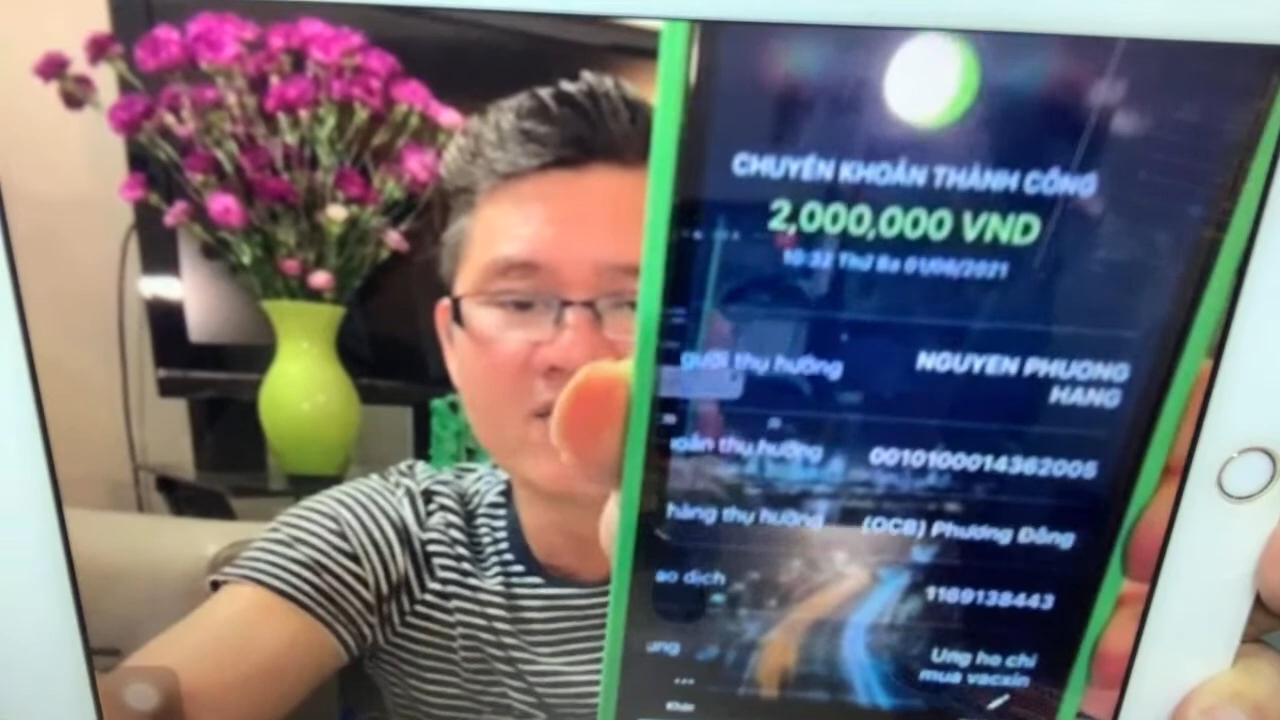 CHUYỂN KHOẢN THÀNH CÔNG
2,000,000 VND
10:32 Thứ Ba 01/06/2021
gười thụ hưởng
NGUYEN PHUONG
HANG
oản thụ hưởng
0010100014362005
hàng thụ hưởng
(OCB) Phương Đông
ao dịch
1169138443
ung
Ung ho chi
mua vacxin